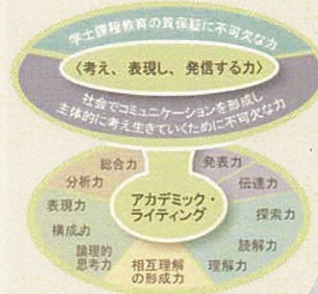 学士課程教育の質保証に不可欠な力
〈考え、表現し、発信する力〉
社会でコミュニケーションを形成し
主体的に考え生きていくために不可欠な力
総合力
発表力
分析力
伝達力
表現力
アカデミック・
ライティング
探索力
構成力
読解力
論理的
思考力
相互理解
の形成力
理解力